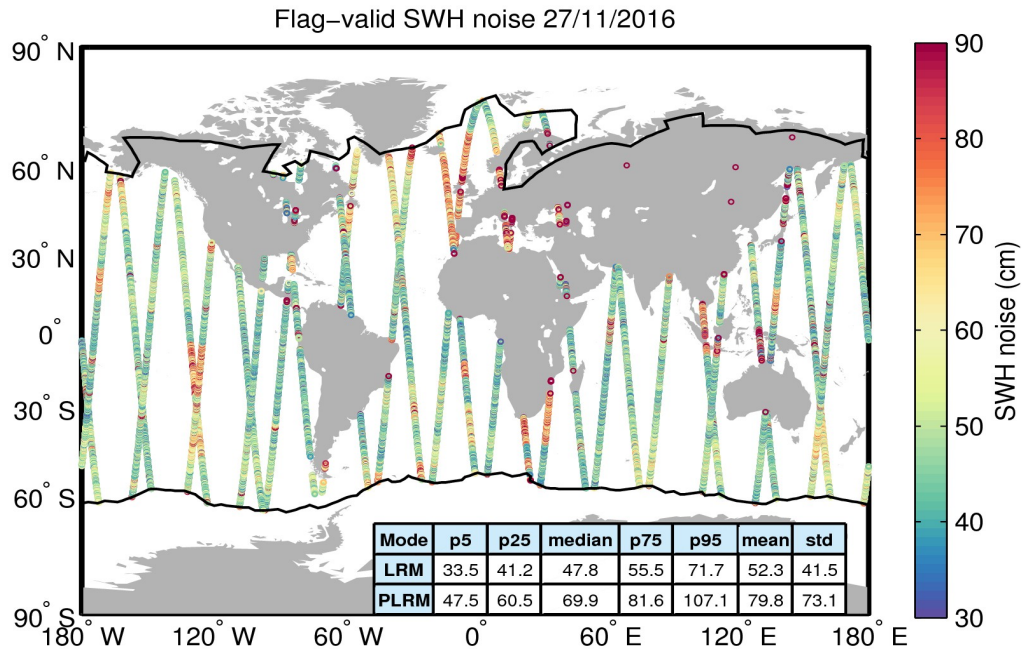 Flag-valid SWH noise 27/11/2016
90° N
60° N
30° N
0°
30° S
60° S
90° S
180° W
120° W
60° W
0°
60° E
120° E
180° E
Mode p5 p25 median p75 p95 mean std
LRM 33.5 41.2 47.8 55.5 71.7 52.3 41.5
PLRM 47.5 60.5 69.9 81.6 107.1 79.8 73.1
90
80
70
60
50
40
30
SWH noise (cm)